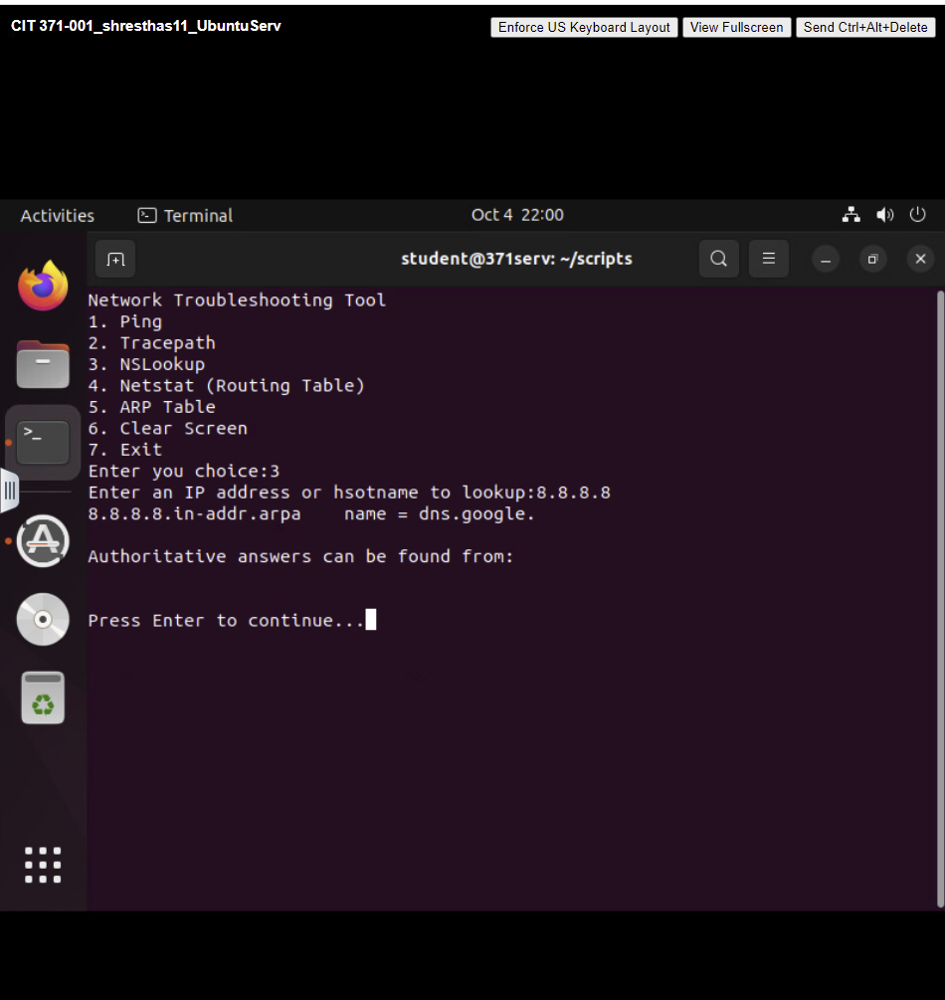 CIT 371-001_shresthas11_UbuntuServ
Enforce US Keyboard Layout
View Fullscreen
Send Ctrl+Alt+Delete
Activities
Terminal
Oct 4 22:00
student@371serv: ~/scripts
Network Troubleshooting Tool
1. Ping
2. Tracepath
3. NSLookup
4. Netstat (Routing Table)
5. ARP Table
6. Clear Screen
7. Exit
Enter you choice:3
Enter an IP address or hsotname to lookup:8.8.8.8
8.8.8.8.in-addr.arpa    name = dns.google.
Authoritative answers can be found from:
Press Enter to continue...